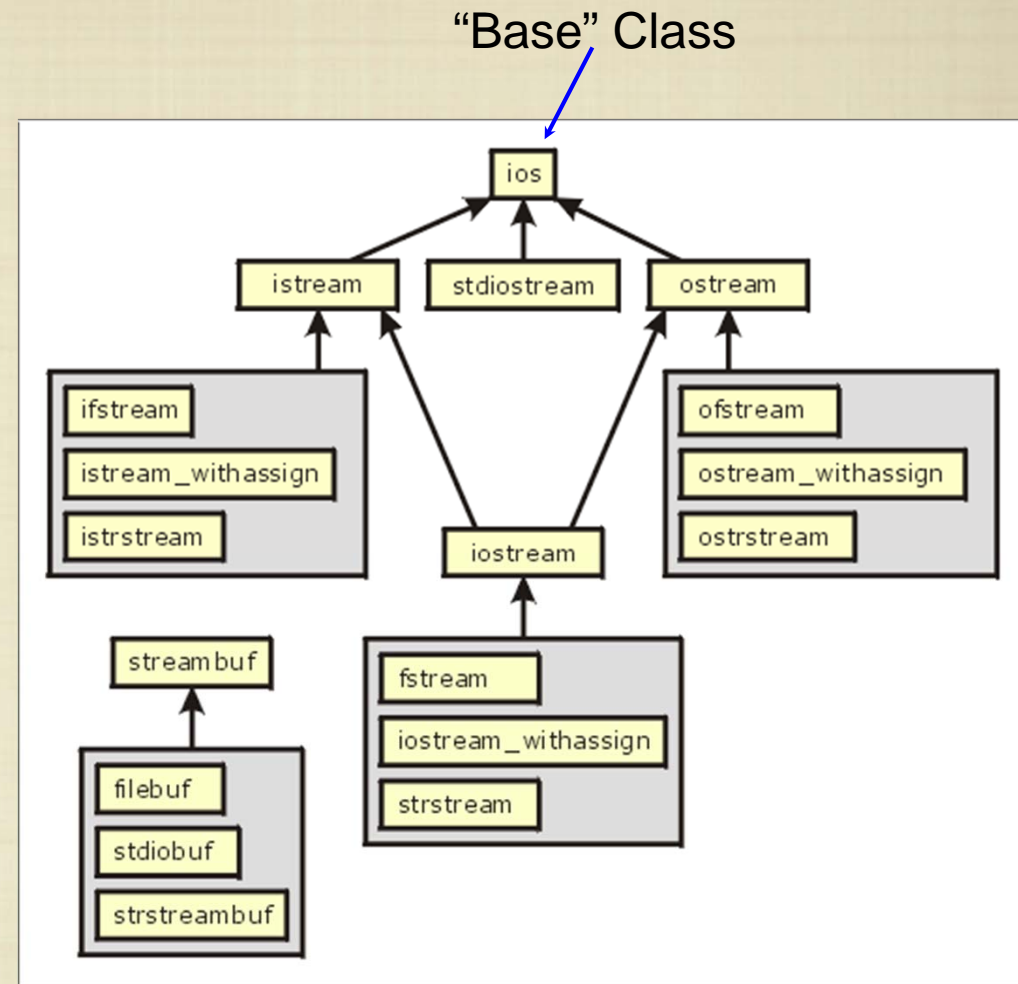 “Base” Class
ios
istream
stdiostream
ostream
ifstream
istream_withassign
istrstream
ofstream
ostream_withassign
ostrstream
iostream
streambuf
filebuf
stdiobuf
strstreambuf
fstream
iostream_withassign
strstream